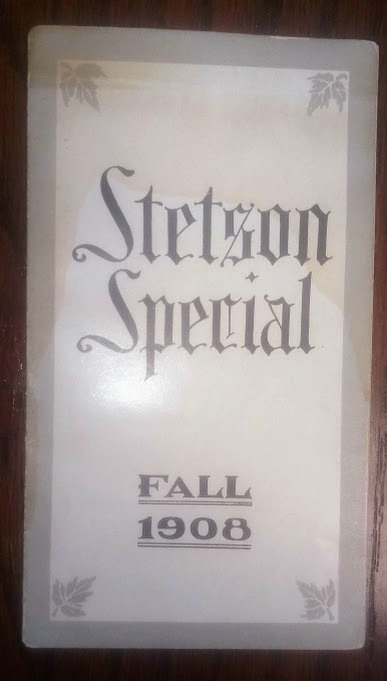 Stetson
Special
FALL
1908